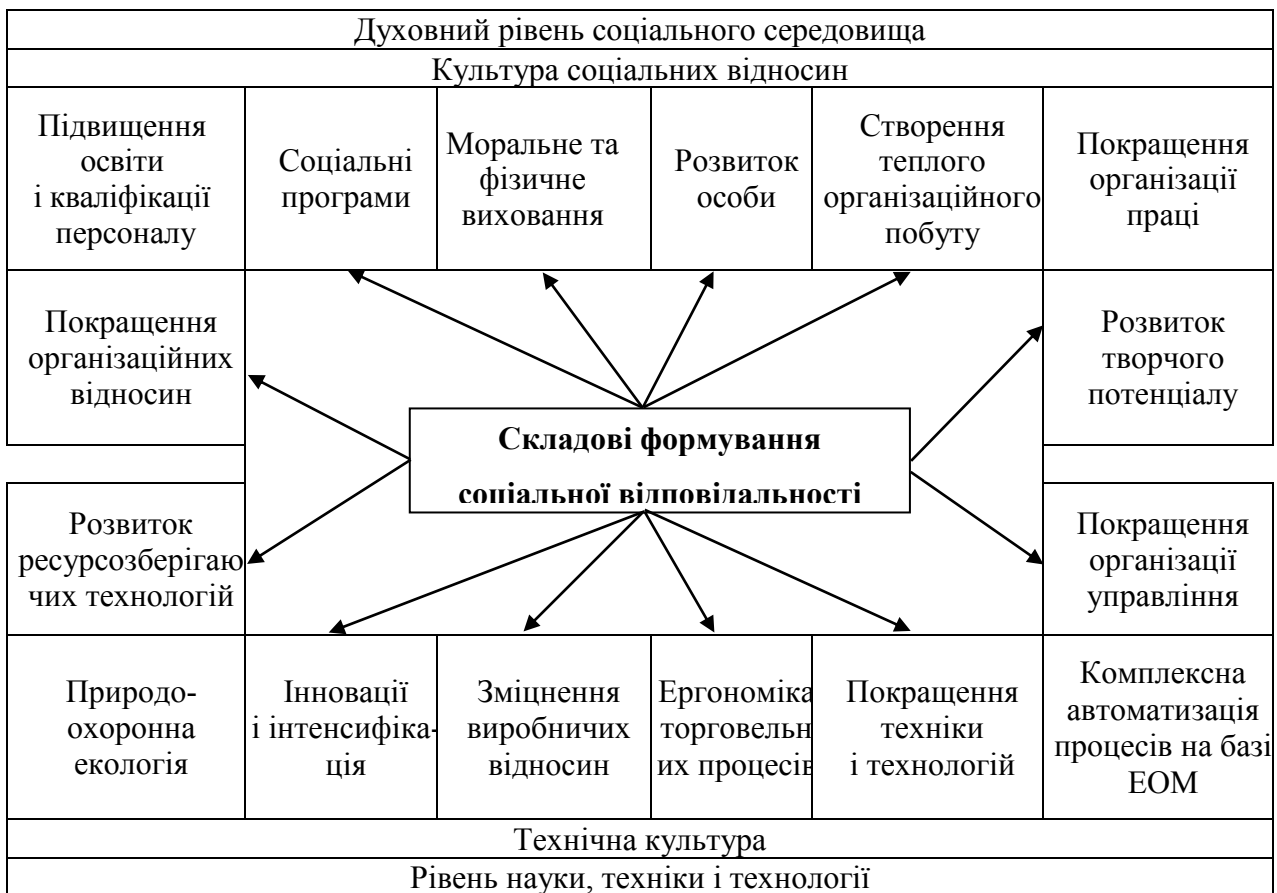 Духовний рівень соціального середовища
Культура соціальних відносин
Підвищення
освіти
і кваліфікації
персоналу
Соціальні
програми
Моральне та
фізичне
виховання
Розвиток
особи
Створення
теплого
організаційного
побуту
Покращення
організації
праці
Покращення
організаційних
відносин
Розвиток
творчого
потенціалу
Складові формування
соціальної відповідальності
Розвиток
ресурсозберігаю
чих технологій
Покращення
організації
управління
Природо-
охоронна
екологія
Інновації
і інтенсифіка-
ція
Зміцнення
виробничих
відносин
Ергономіка
торговельн
их процесів
Покращення
техніки
і технологій
Комплексна
автоматизація
процесів на базі
ЕОМ
Технічна культура
Рівень науки, техніки і технології